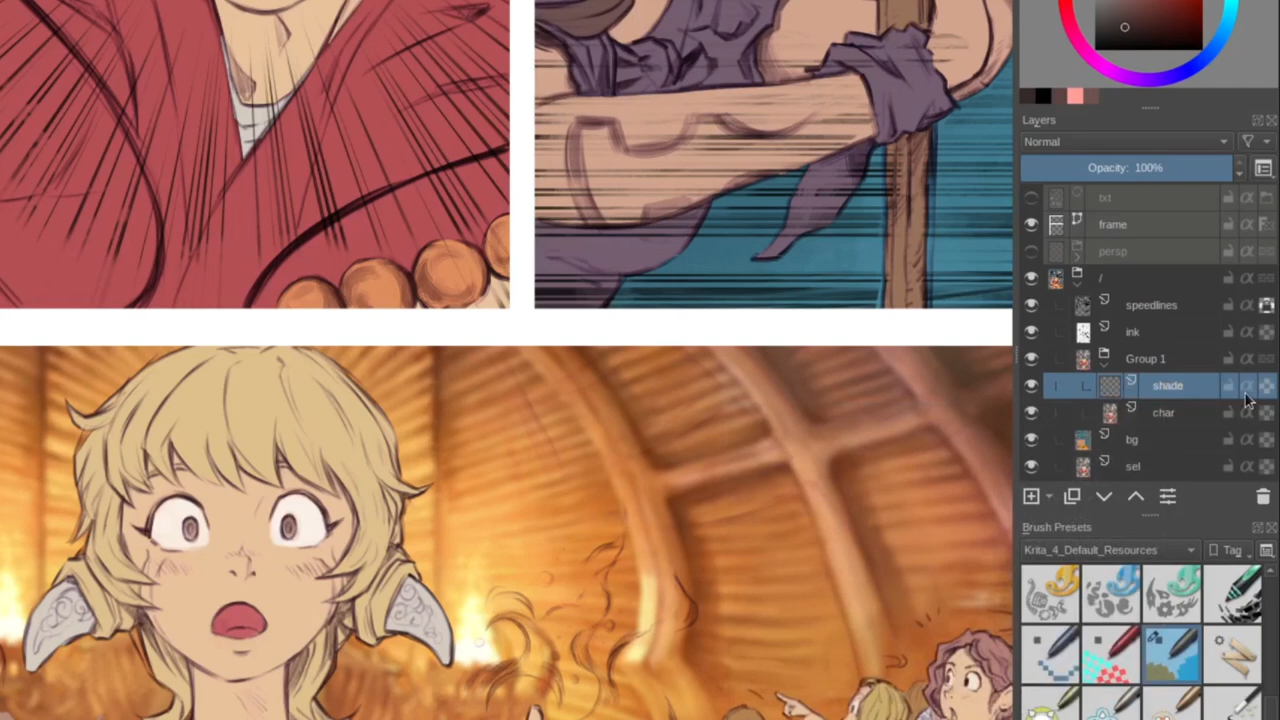 Layers
Normal
Opacity: 100%
txt
frame
persp
/
speedlines
ink
Group 1
shade
char
bg
sel
Brush Presets
Krita_4_Default_Resources
Tag